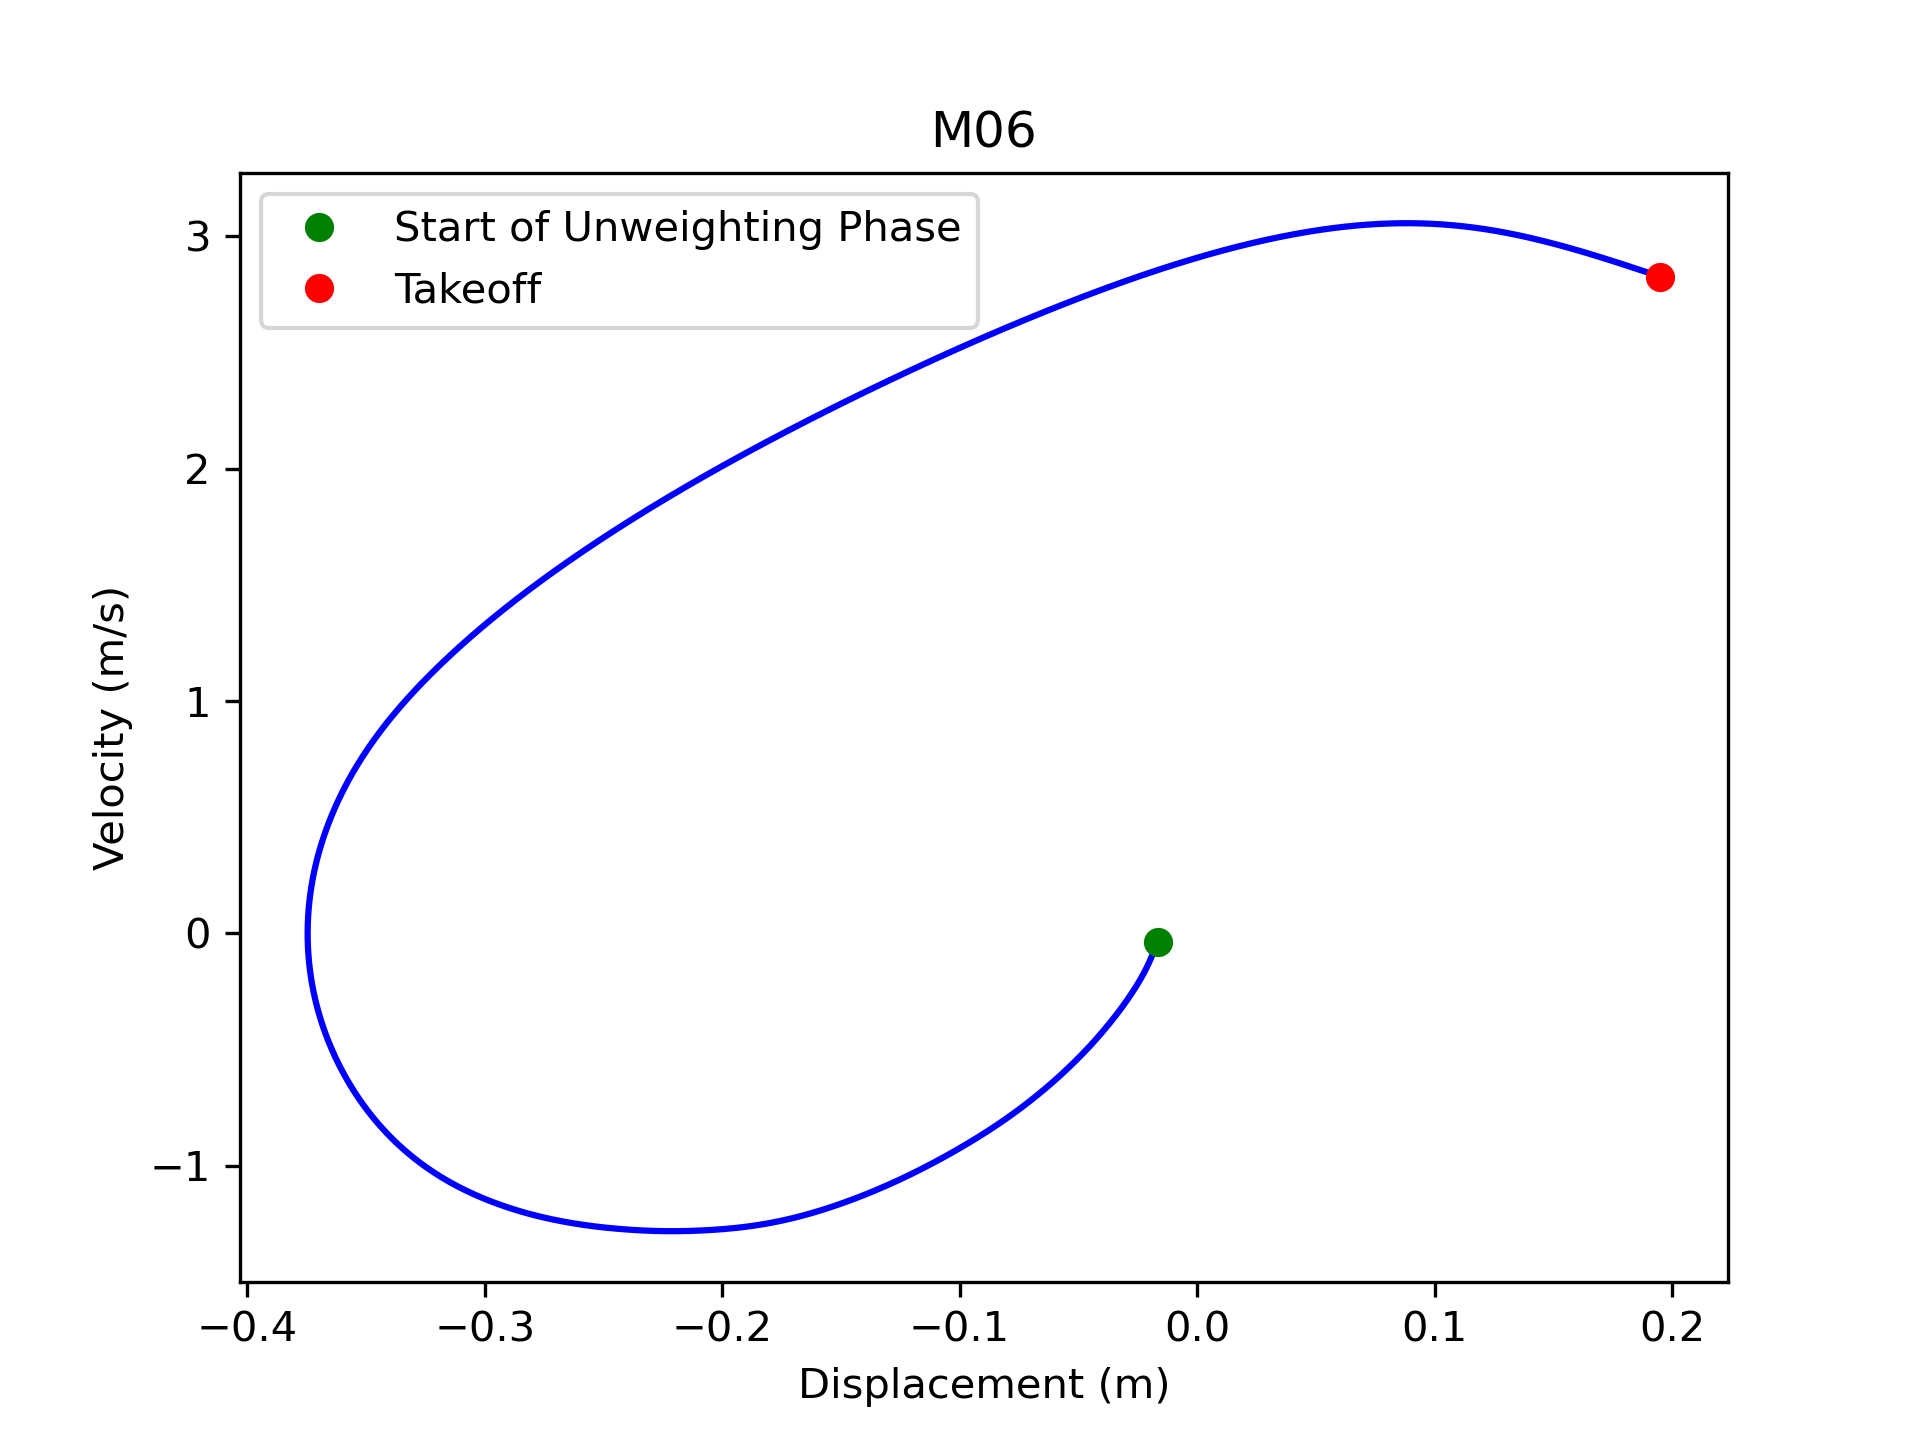 M06
Start of Unweighting Phase
Takeoff
3
2
1
0
−1
Velocity (m/s)
−0.4 −0.3 −0.2 −0.1 0.0 0.1 0.2
Displacement (m)